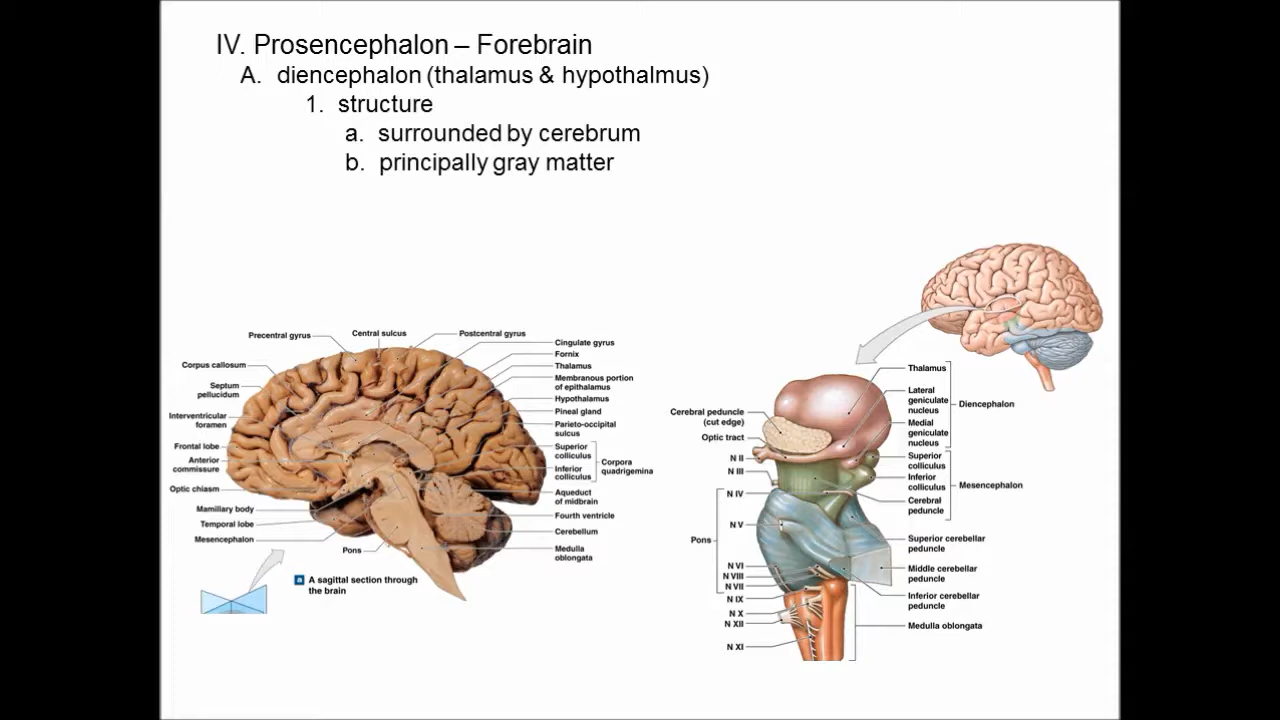 IV. Prosencephalon – Forebrain
A. diencephalon (thalamus & hypothalmus)
1. structure
a. surrounded by cerebrum
b. principally gray matter
Precentral gyrus
Central sulcus
Postcentral gyrus
Corpus callosum
Septum
pellucidum
Interventricular
foramen
Frontal lobe
Anterior
commissure
Optic chiasm
Mamillary body
Temporal lobe
Mesencephalon
Pons
Cingulate gyrus
Fornix
Thalamus
Membranous portion
of epithalamus
Hypothalamus
Pineal gland
Parieto-occipital
sulcus
Superior
colliculus
Inferior
colliculus
Corpora
quadrigemina
Aqueduct
of midbrain
Fourth ventricle
Cerebellum
Medulla
oblongata
a A sagittal section through
the brain
Cerebral peduncle
(cut edge)
Optic tract
N II
N III
N IV
N V
Pons
N VI
N VIII
N VII
N IX
N X
N XII
N XI
Thalamus
Lateral
geniculate
nucleus
Medial
geniculate
nucleus
Diencephalon
Superior
colliculus
Inferior
colliculus
Cerebral
peduncle
Mesencephalon
Superior cerebellar
peduncle
Middle cerebellar
peduncle
Inferior cerebellar
peduncle
Medulla oblongata